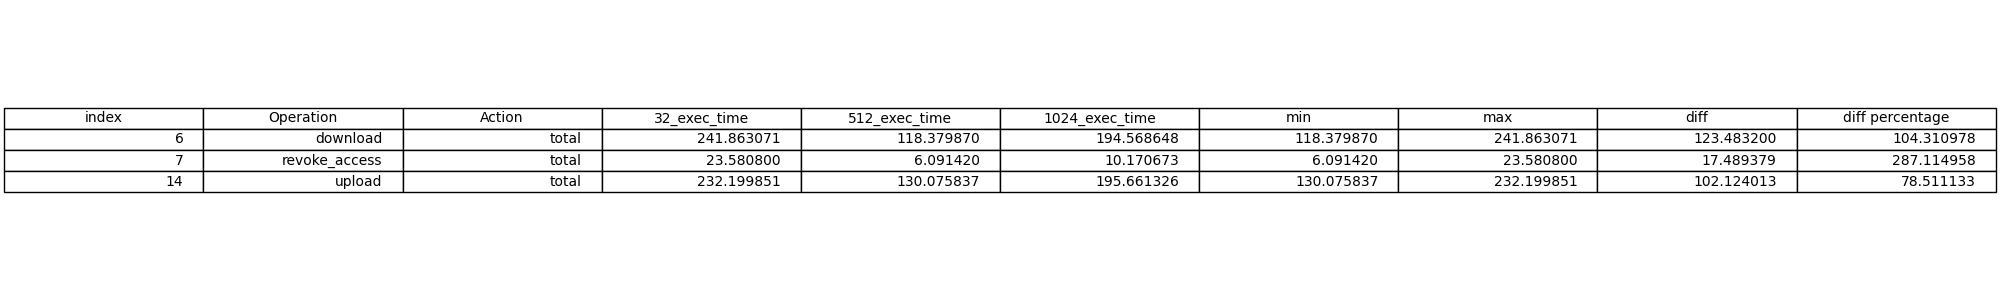 index Operation Action 32_exec_time 512_exec_time 1024_exec_time min max diff diff percentage
6 download total 241.863071 118.379870 194.568648 118.379870 241.863071 123.483200 104.310978
7 revoke_access total 23.580800 6.091420 10.170673 6.091420 23.580800 17.489379 287.114958
14 upload total 232.199851 130.075837 195.661326 130.075837 232.199851 102.124013 78.511133